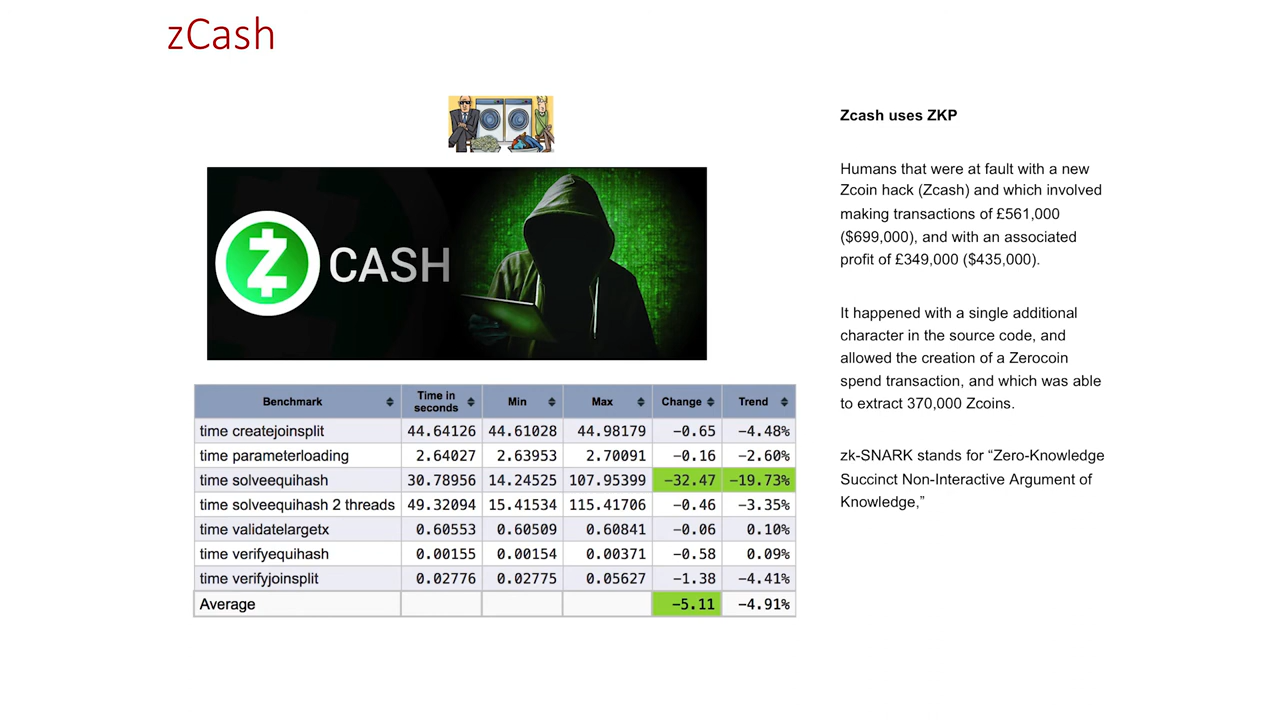 zCash
CASH
Zcash uses ZKP
Humans that were at fault with a new
Zcoin hack (Zcash) and which involved
making transactions of £561,000
($699,000), and with an associated
profit of £349,000 ($435,000).
It happened with a single additional
character in the source code, and
allowed the creation of a Zerocoin
spend transaction, and which was able
to extract 370,000 Zcoins.
zk-SNARK stands for “Zero-Knowledge
Succinct Non-Interactive Argument of
Knowledge,”
Benchmark Time in seconds Min Max Change Trend
time createjoinsplit 44.64126 44.61028 44.98179 −0.65 −4.48%
time parameterloading 2.64027 2.63953 2.70091 −0.16 −2.60%
time solveequihash 30.78956 14.24525 107.95399 −32.47 −19.73%
time solveequihash 2 threads 49.32094 15.41534 115.41706 −0.46 −3.35%
time validatelargetx 0.60553 0.60509 0.60841 −0.06 0.10%
time verifyequihash 0.00155 0.00154 0.00371 −0.58 0.09%
time verifyjoinsplit 0.02776 0.02775 0.05627 −1.38 −4.41%
Average −5.11 −4.91%